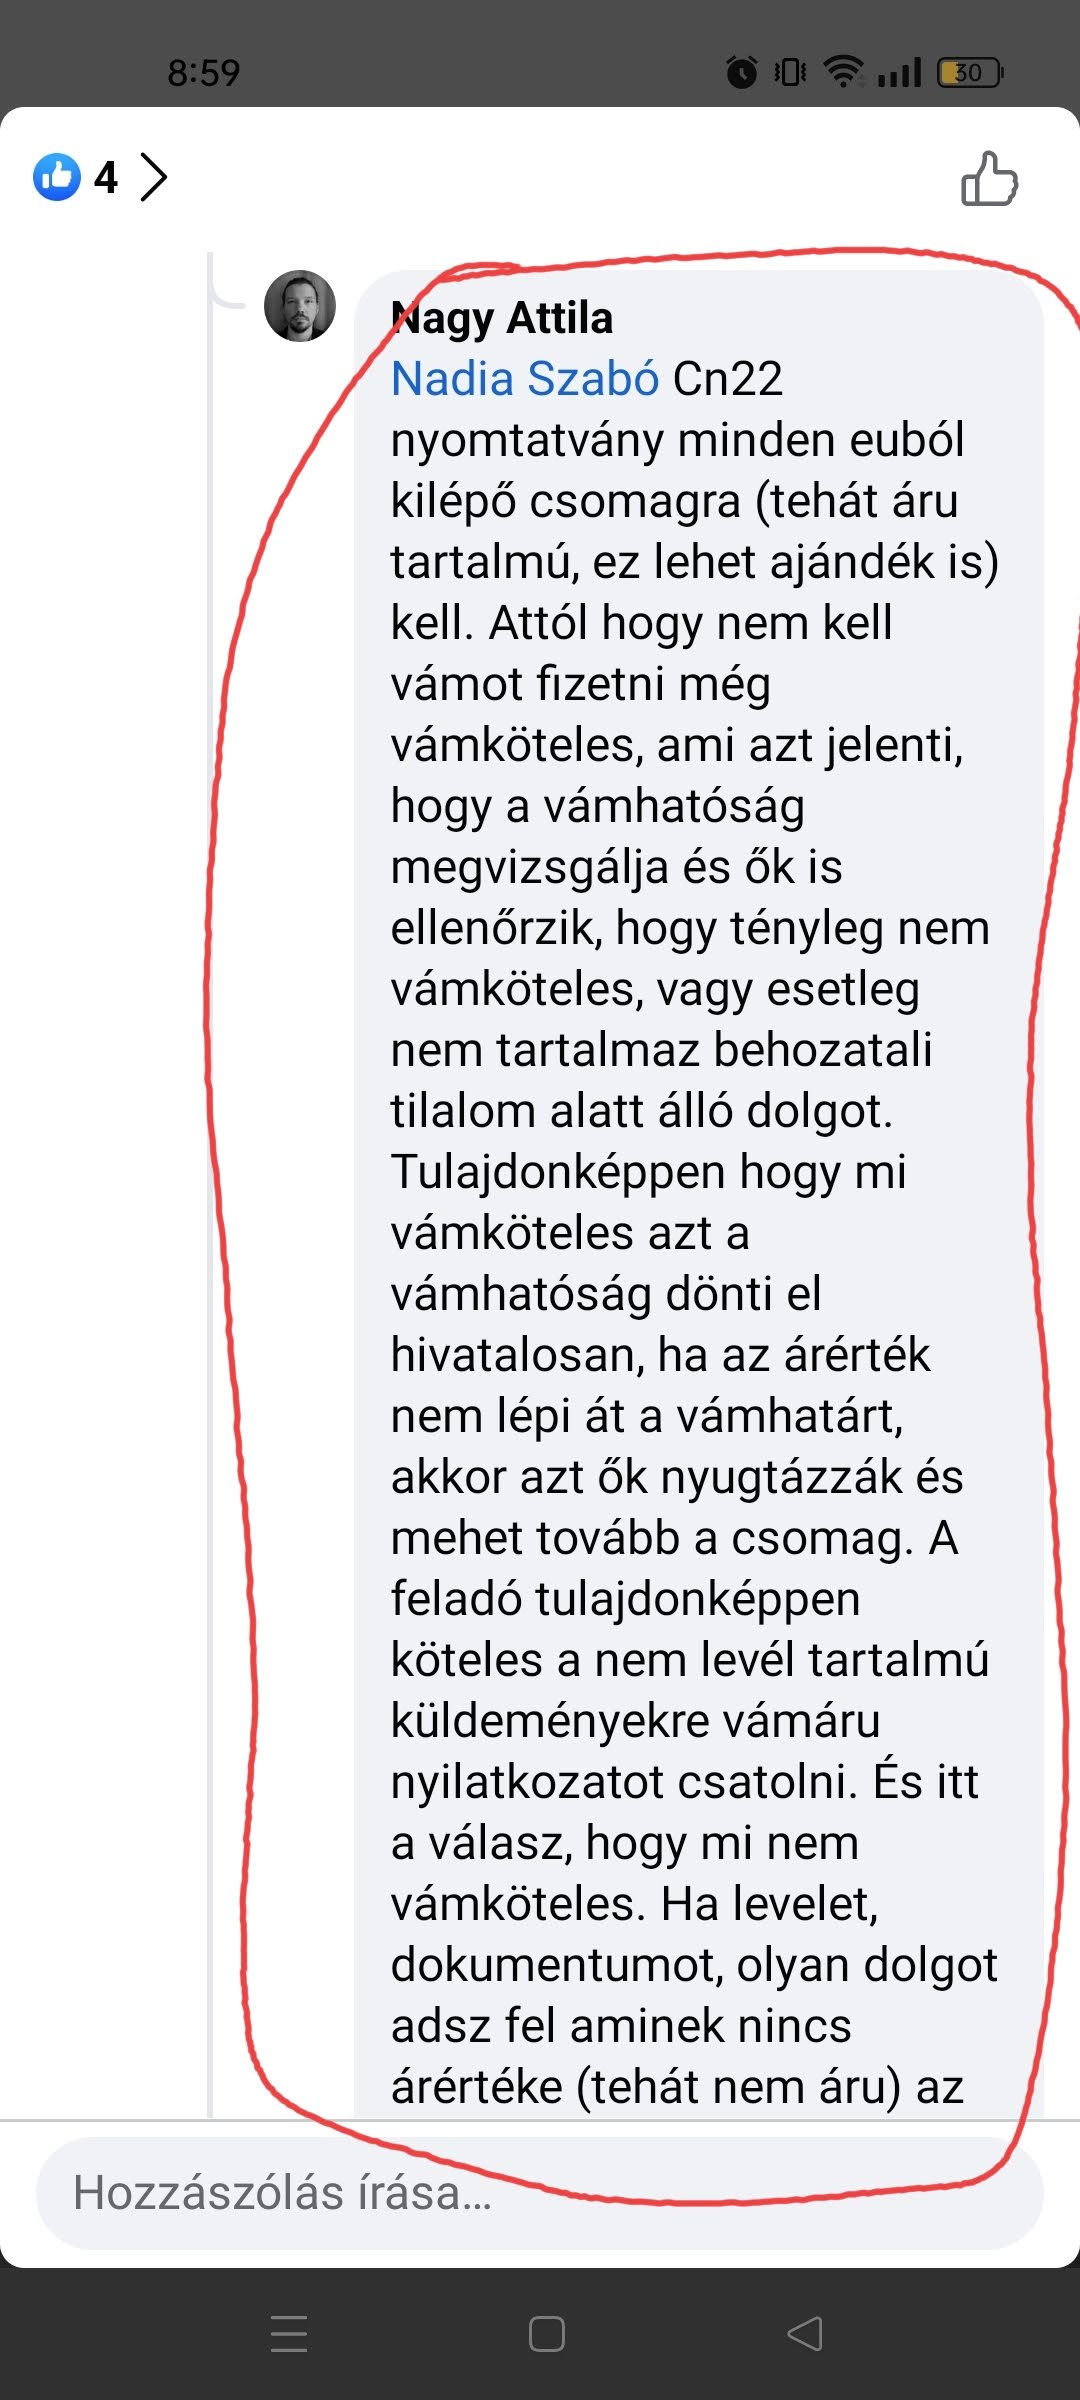 8:59
30
4
Nagy Attila
Nadia Szabó Cn22
nyomtatvány minden euból
kilépő csomagra (tehát áru
tartalmú, ez lehet ajándék is)
kell. Attól hogy nem kell
vámot fizetni még
vámköteles, ami azt jelenti,
hogy a vámhatóság
megvizsgálja és ők is
ellenőrzik, hogy tényleg nem
vámköteles, vagy esetleg
nem tartalmaz behozatali
tilalom alatt álló dolgot.
Tulajdonképpen hogy mi
vámköteles azt a
vámhatóság dönti el
hivatalosan, ha az árérték
nem lépi át a vámhatárt,
akkor azt ők nyugtázzák és
mehet tovább a csomag. A
feladó tulajdonképpen
köteles a nem levél tartalmú
küldeményekre vámáru
nyilatkozatot csatolni. És itt
a válasz, hogy mi nem
vámköteles. Ha levelet,
dokumentumot, olyan dolgot
adsz fel aminek nincs
árértéke (tehát nem áru) az
Hozzászólás írása...